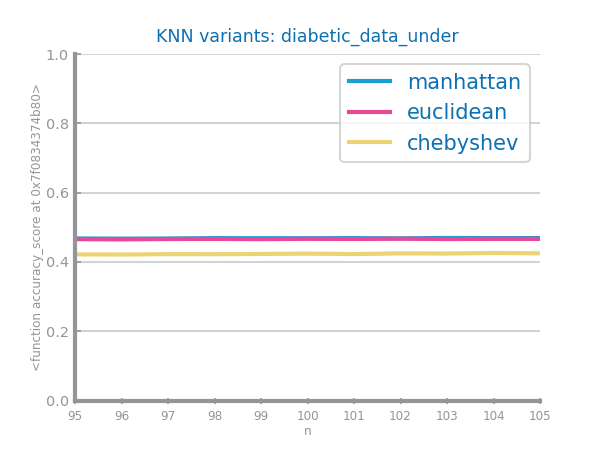 KNN variants: diabetic_data_under
manhattan
euclidean
chebyshev
<function accuracy_score at 0x7f0834374b80>
1.0
0.8
0.6
0.4
0.2
0.0
95 96 97 98 99 100 101 102 103 104 105
n